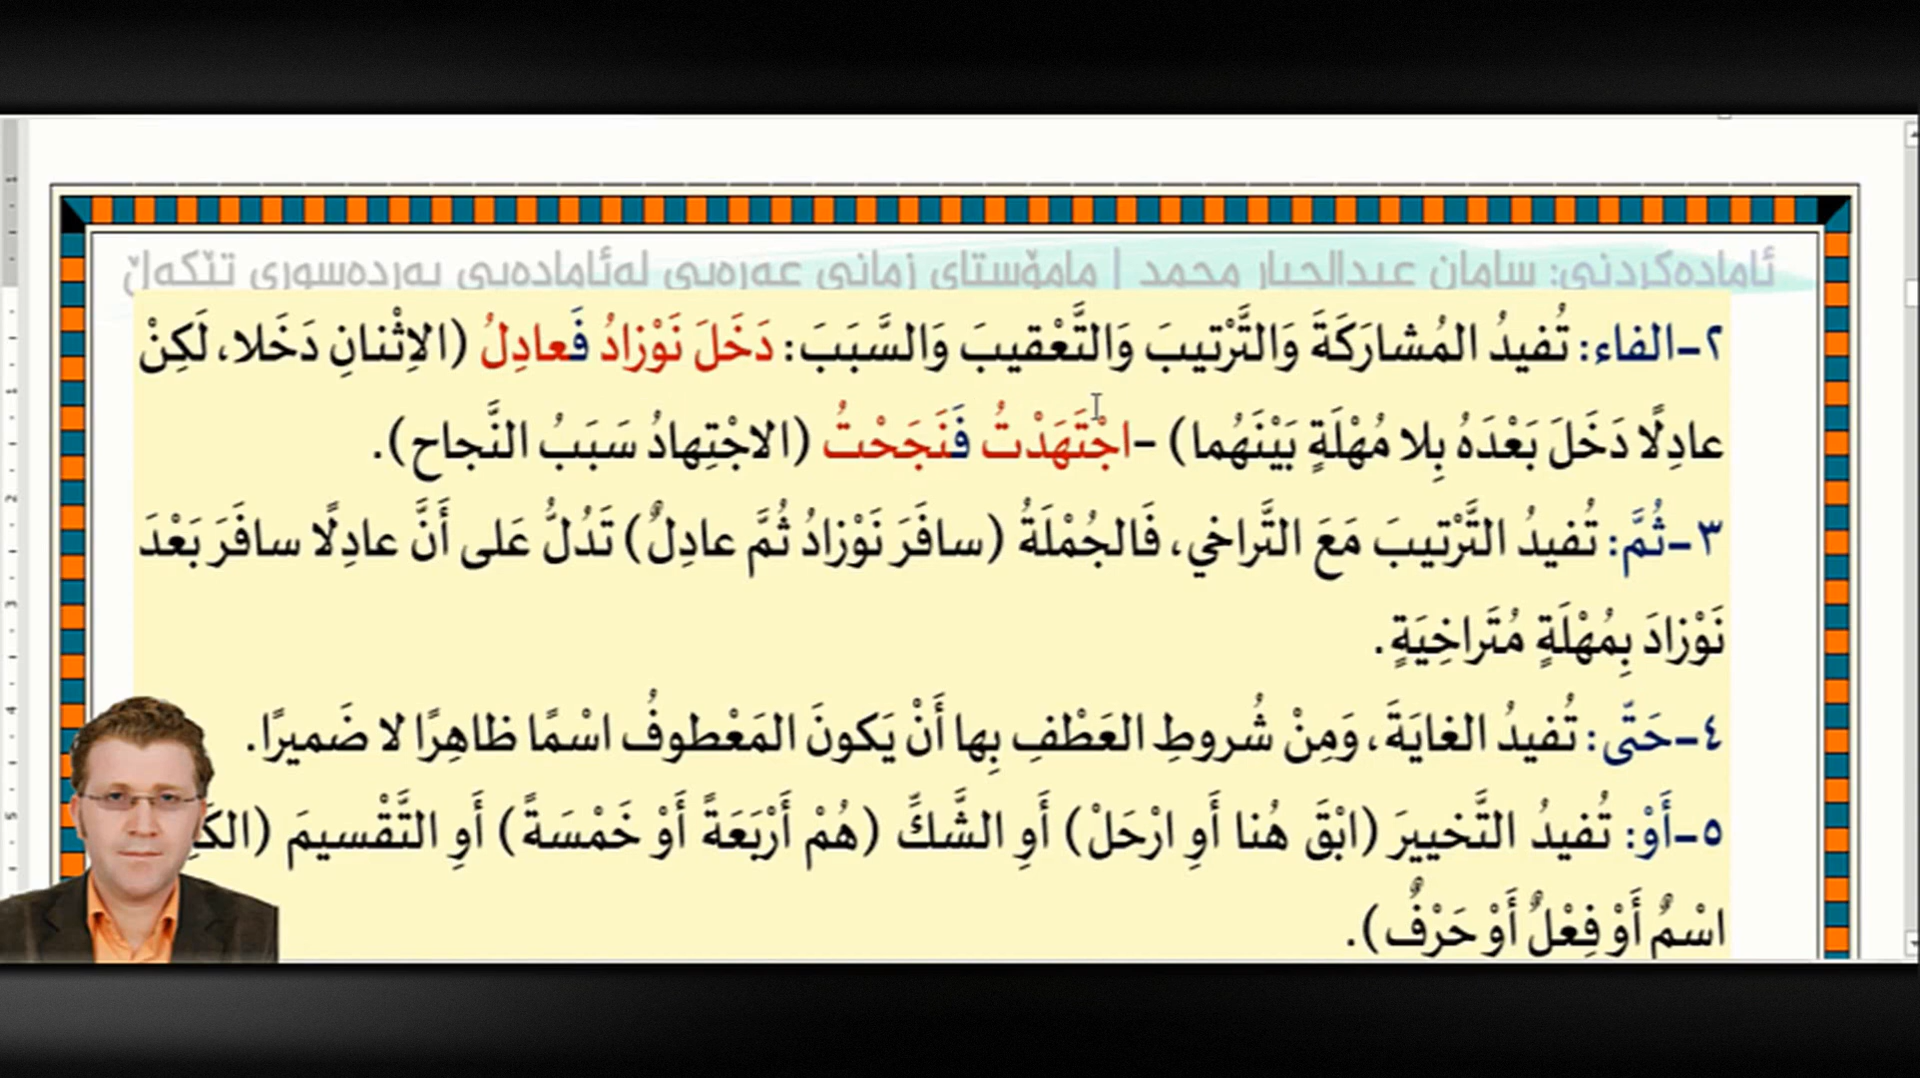 ئامادەکردنی: سامان عبدالجبار محمد | مامۆستای زمانی عەرەبی لەئامادەیی پەردەسوری تێکەڵ
٢-الفاء: تُفيدُ المُشارَكَةَ وَالتَّرْتيبَ وَالتَّعْقيبَ وَالسَّبَبَ: دَخَلَ نَوْزادُ فَعادِلُ (الاِثْنانِ دَخَلا، لَكِنْ
عادِلًا دَخَلَ بَعْدَهُ بِلا مُهْلَةٍ بَيْنَهُما) -اجْتَهَدْتُ فَنَجَحْتُ (الاجْتِهادُ سَبَبُ النَّجاح).
٣-ثُمَّ: تُفيدُ التَّرْتيبَ مَعَ التَّراخي، فَالجُمْلَةُ (سافَرَ نَوْزادُ ثُمَّ عادِلٌ) تَدُلُّ عَلى أَنَّ عادِلًا سافَرَ بَعْدَ
نَوْزادَ بِمُهْلَةٍ مُتَراخِيَةٍ.
٤-حَتّى: تُفيدُ الغايَةَ، وَمِنْ شُروطِ العَطْفِ بِها أَنْ يَكونَ المَعْطوفُ اسْمًا ظاهِرًا لا ضَميرًا.
٥-أَوْ: تُفيدُ التَّخييرَ (ابْقَ هُنا أَوِ ارْحَلْ) أَوِ الشَّكَّ (هُمْ أَرْبَعَةً أَوْ خَمْسَةً) أَوِ التَّقْسيمَ
اسْمٌ أَوْ فِعْلٌ أَوْ حَرْفٌ).